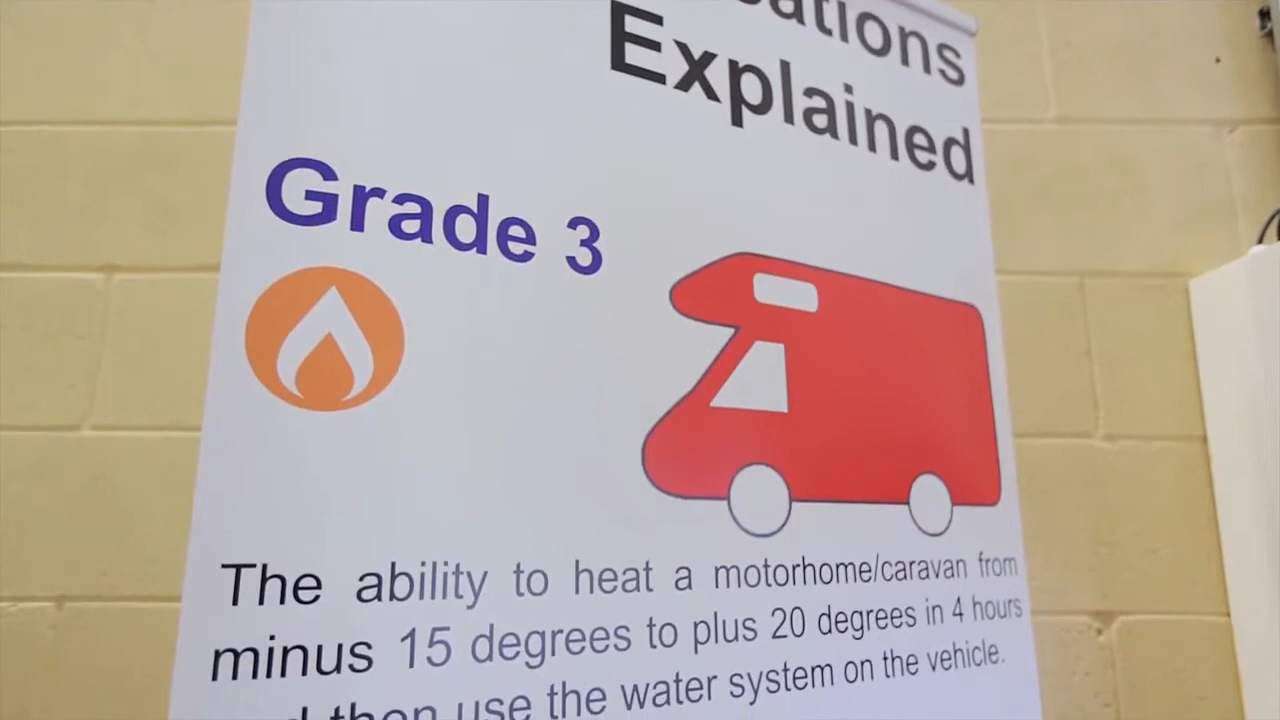 Explained
Grade 3
The ability to heat a motorhome/caravan from
minus 15 degrees to plus 20 degrees in 4 hours
then use the water system on the vehicle.